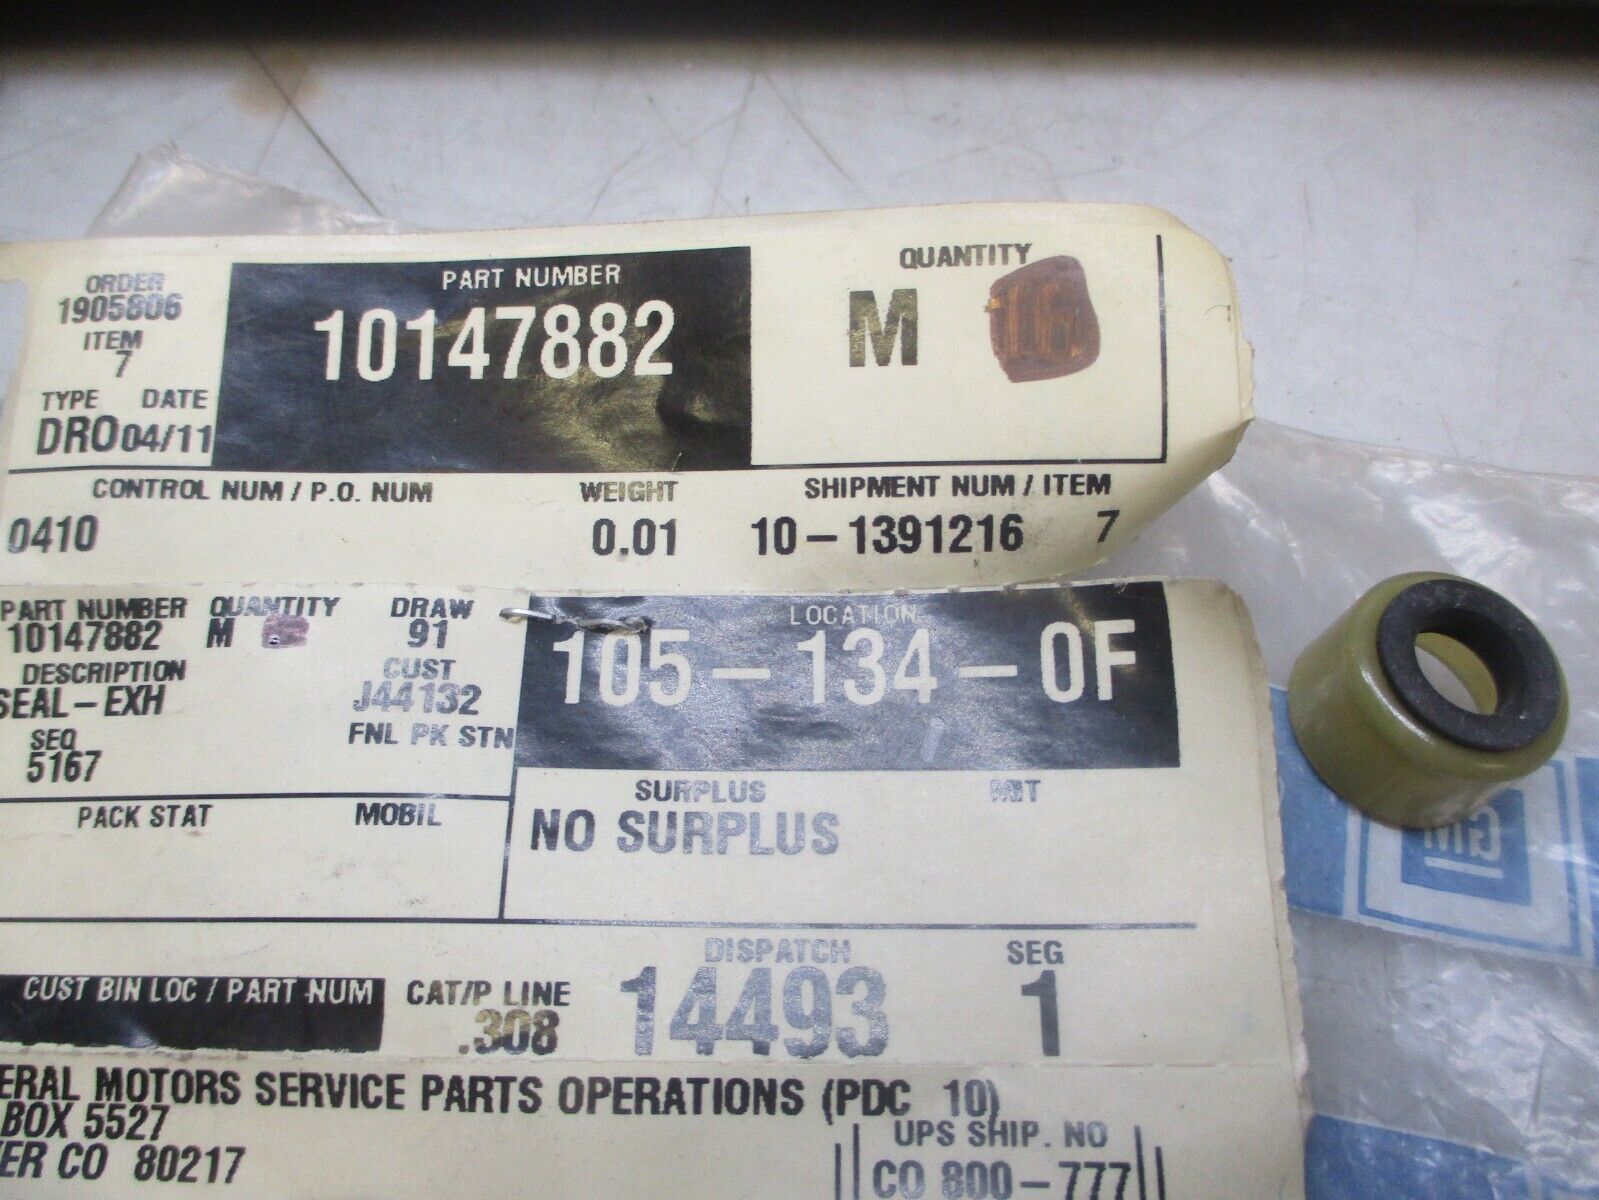 ORDER
1905806
ITEM
7
TYPE DATE
DRO 04/11
PART NUMBER
10147882
QUANTITY
M
CONTROL NUM / P.O. NUM
0410
WEIGHT
0.01
SHIPMENT NUM / ITEM
10-1391216 7
PART NUMBER QUANTITY DRAW
10147882 M 91
DESCRIPTION CUST
SEAL-EXH J44132
SEQ FNL PK STN
5167
LOCATION
105-134-0F
PACK STAT MOBIL
SURPLUS
NO SURPLUS
DISPATCH SEG
14493 1
CUST BIN LOC / PART NUM CAT/P LINE
.308
ERAL MOTORS SERVICE PARTS OPERATIONS (PDC 10)
BOX 5527
ER CO 80217
UPS SHIP. NO
CO 800-777
GM